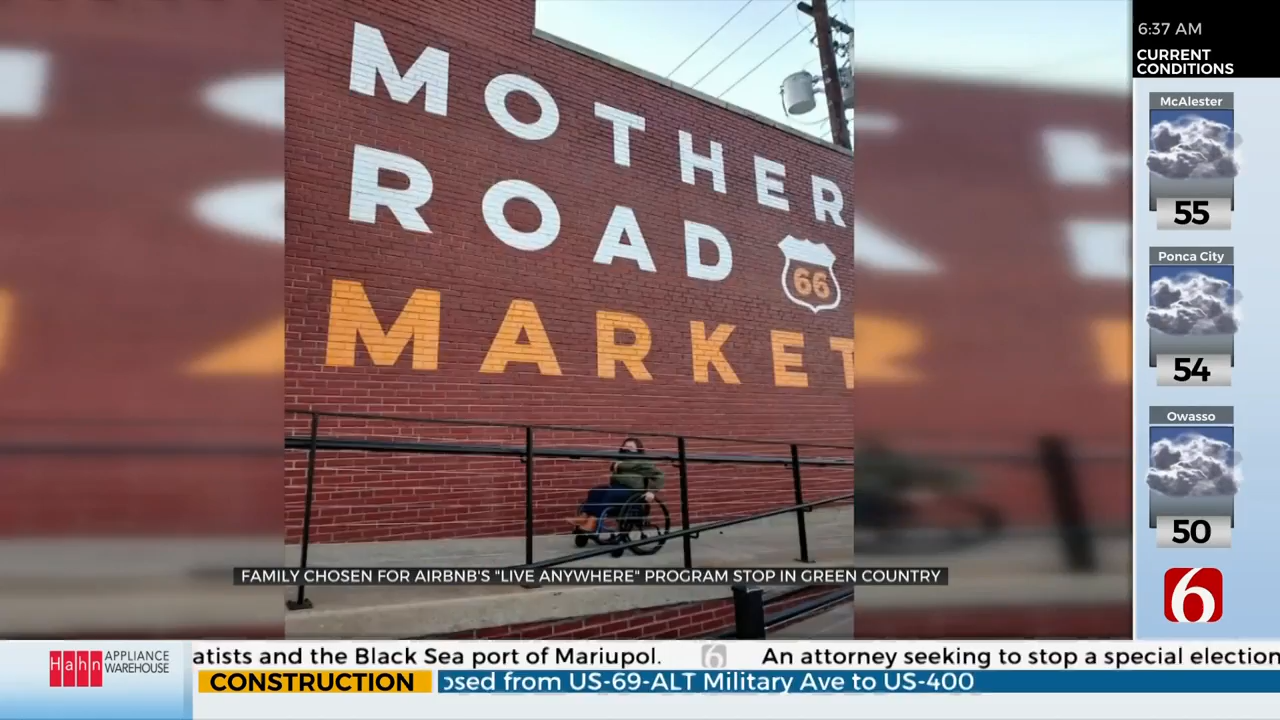 MOTHER
ROAD
66
MARKET
FAMILY CHOSEN FOR AIRBNB'S "LIVE ANYWHERE" PROGRAM STOP IN GREEN COUNTRY
6:37 AM
CURRENT
CONDITIONS
McAlester
55
Ponca City
54
Owasso
50
6
Hahn APPLIANCE
WAREHOUSE
atists and the Black Sea port of Mariupol. 6 An attorney seeking to stop a special election
CONSTRUCTION osed from US-69-ALT Military Ave to US-400